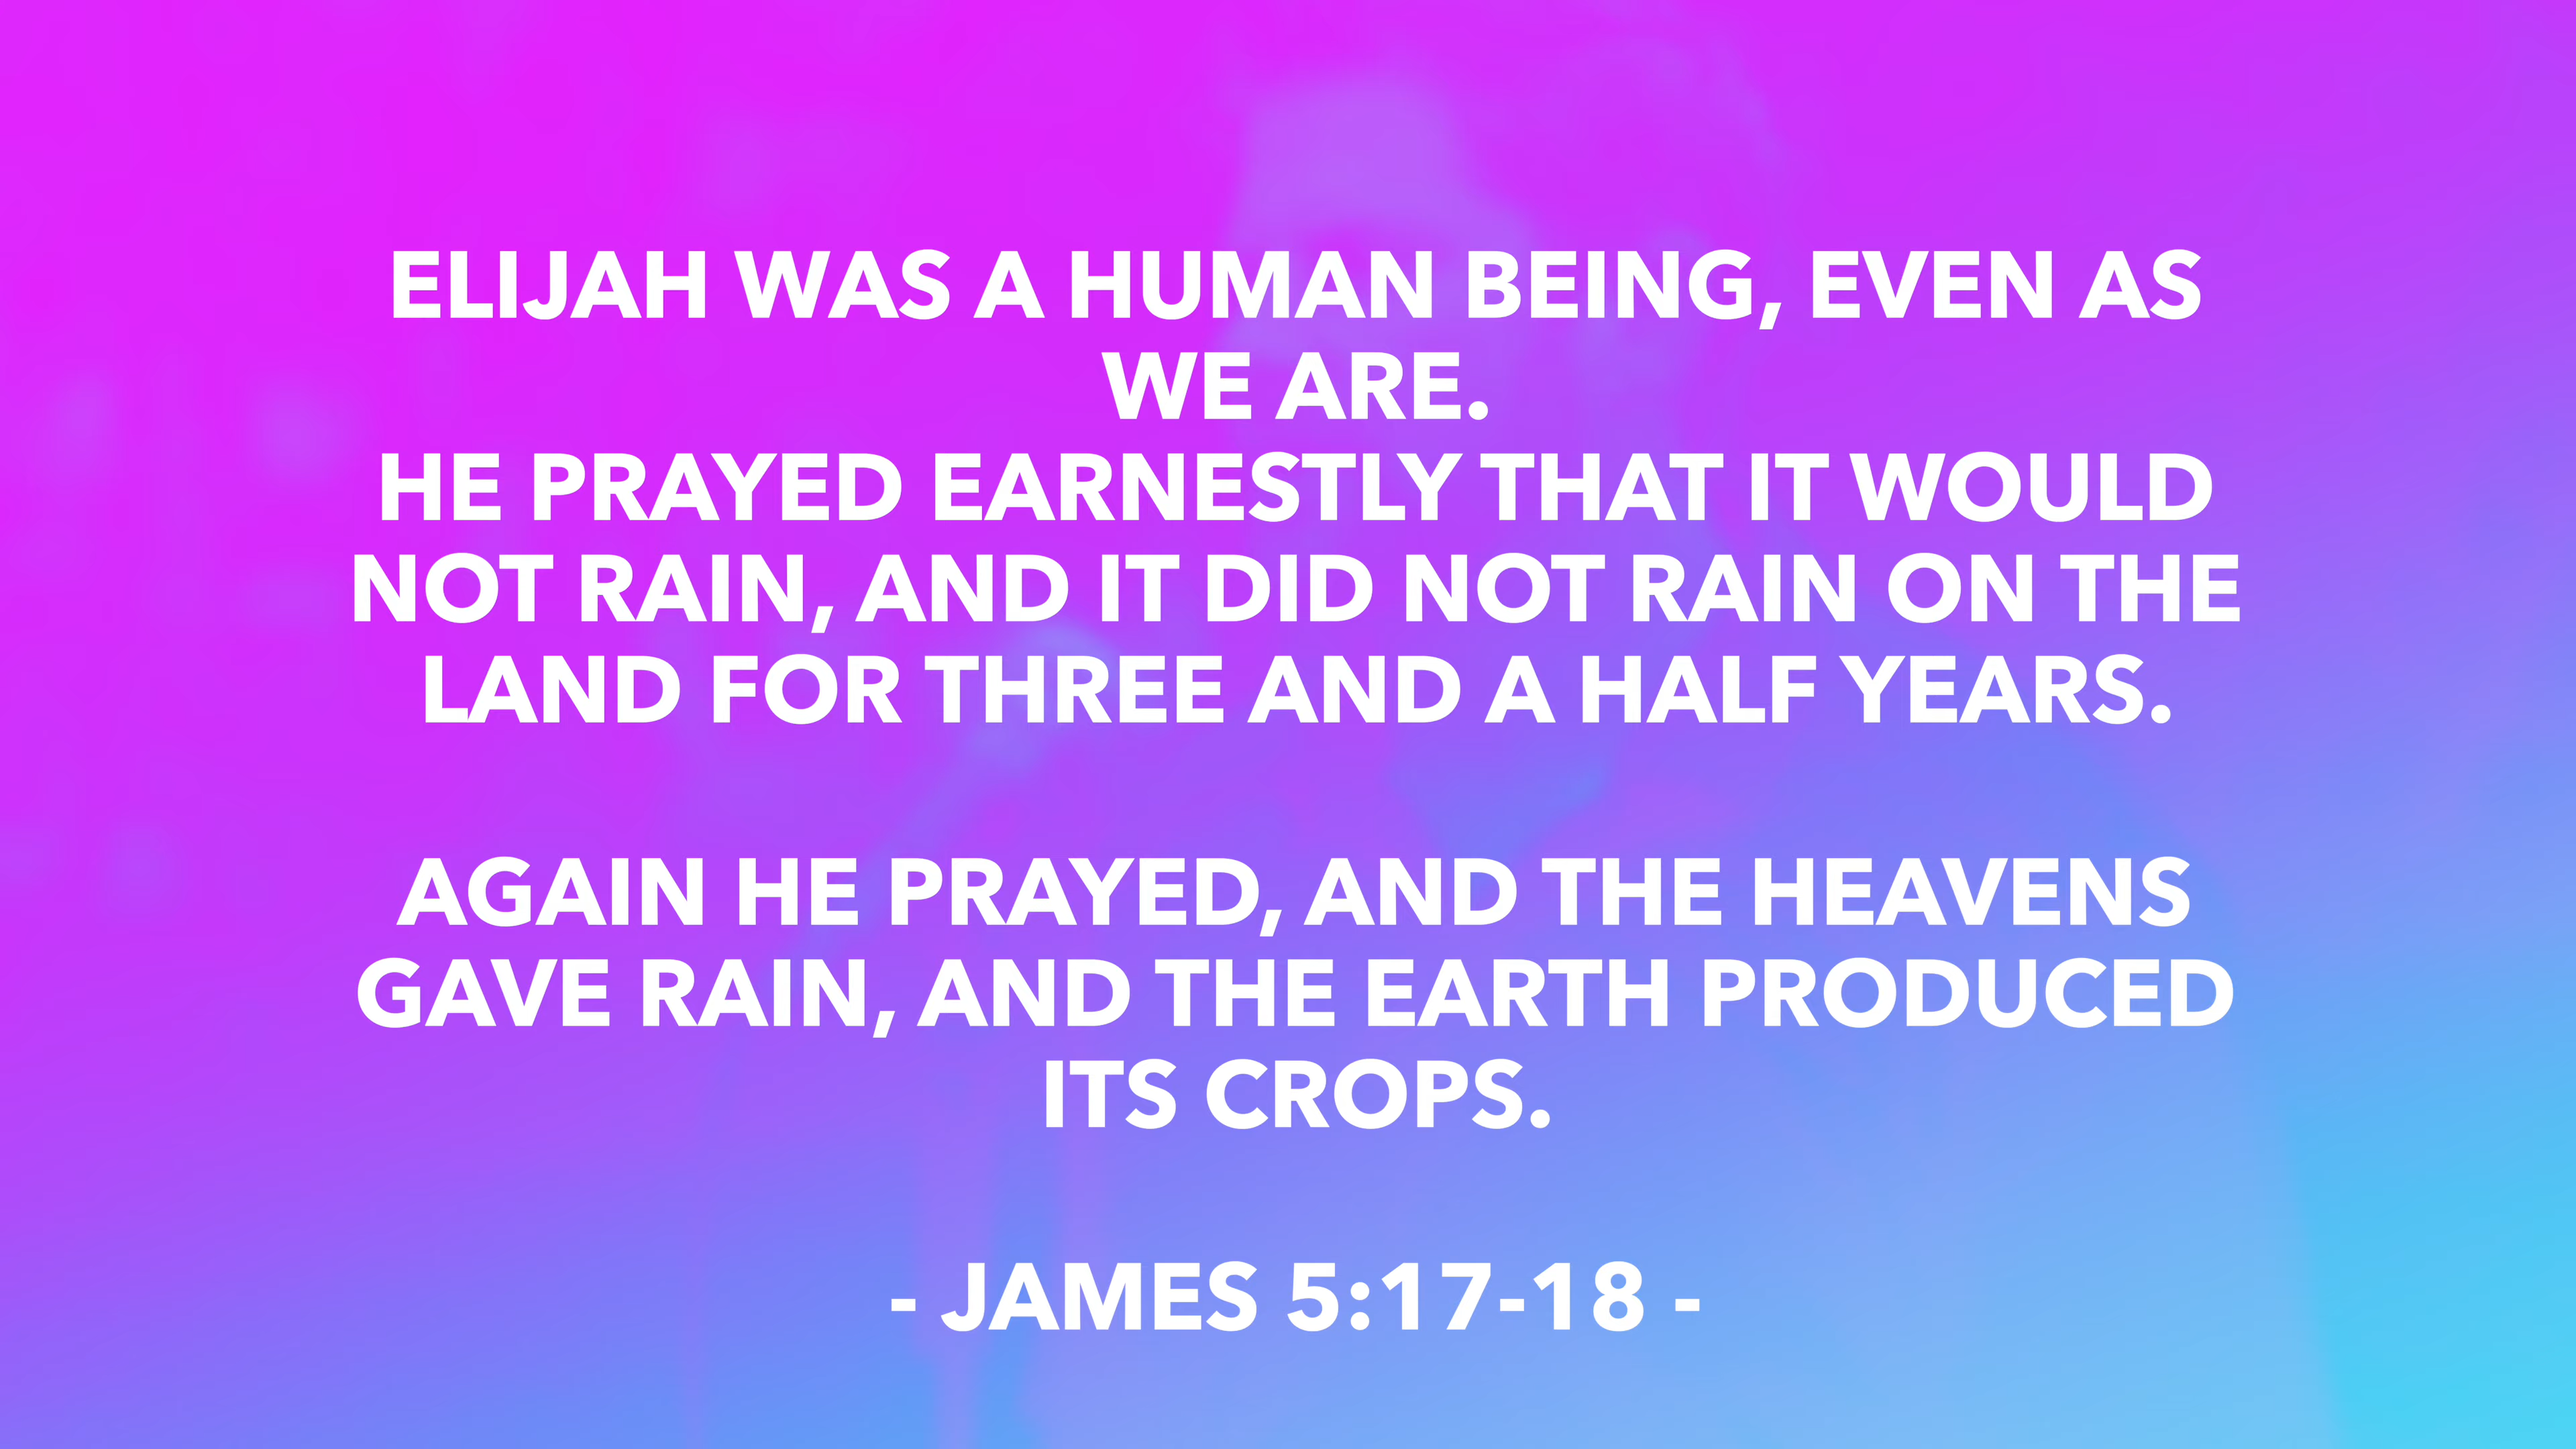 ELIJAH WAS A HUMAN BEING, EVEN AS
WE ARE.
HE PRAYED EARNESTLY THAT IT WOULD
NOT RAIN, AND IT DID NOT RAIN ON THE
LAND FOR THREE AND A HALF YEARS.
AGAIN HE PRAYED, AND THE HEAVENS
GAVE RAIN, AND THE EARTH PRODUCED
ITS CROPS.
- JAMES 5:17-18 -